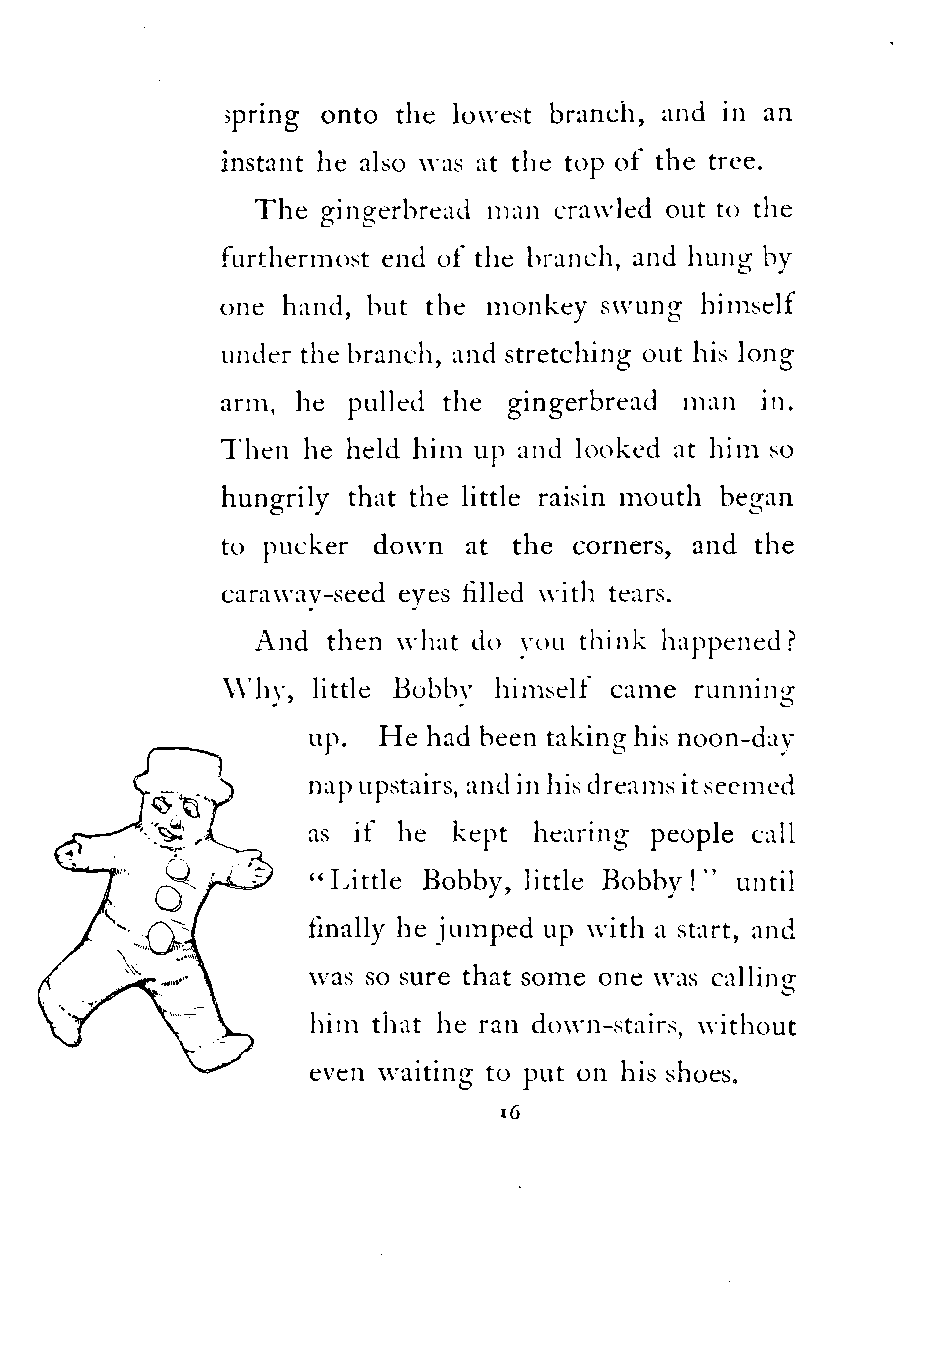 spring onto the lowest branch, and in an
instant he also was at the top of the tree.
The gingerbread man crawled out to the
furthermost end of the branch, and hung by
one hand, but the monkey swung himself
under the branch, and stretching out his long
arm, he pulled the gingerbread man in.
Then he held him up and looked at him so
hungrily that the little raisin mouth began
to pucker down at the corners, and the
caraway-seed eyes filled with tears.
And then what do you think happened?
Why, little Bobby himself came running
up. He had been taking his noon-day
nap upstairs, and in his dreams it seemed
as if he kept hearing people call
“Little Bobby, little Bobby!” until
finally he jumped up with a start, and
was so sure that some one was calling
him that he ran down-stairs, without
even waiting to put on his shoes.
16